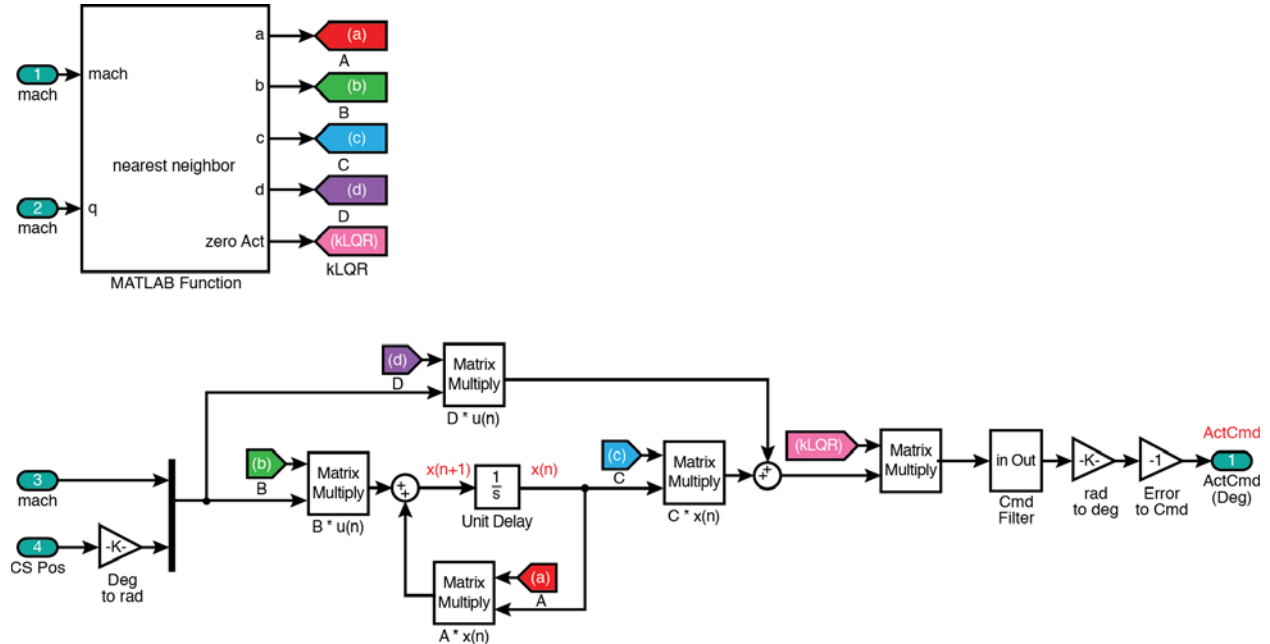 a
(a)
A
1
mach
mach
b
(b)
B
c
(c)
C
nearest neighbor
d
(d)
D
2
q
mach
zero Act
(kLQR)
kLQR
MATLAB Function
(d)
D
Matrix
Multiply
D * u(n)
(b)
B
Matrix
Multiply
B * u(n)
+
+
x(n+1)
1
s
Unit Delay
x(n)
(c)
C
Matrix
Multiply
C * x(n)
+
+
(kLQR)
Matrix
Multiply
in Out
Cmd
Filter
-K-
rad
to deg
-1
Error
to Cmd
ActCmd
1
ActCmd
(Deg)
3
mach
4
CS Pos
-K-
Deg
to rad
Matrix
Multiply
A * x(n)
(a)
A